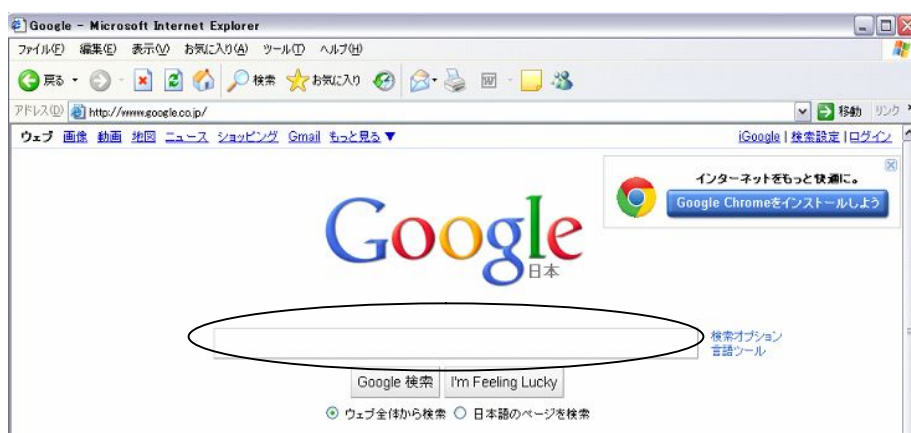 Google - Microsoft Internet Explorer
ファイル(F) 編集(E) 表示(V) お気に入り(A) ツール(T) ヘルプ(H)
戻る 検索 お気に入り
アドレス(D) http://www.google.co.jp/ 移動 リンク
ウェブ 画像 動画 地図 ニュース ショッピング Gmail もっと見る ▼ iGoogle | 検索設定 | ログイン
インターネットをもっと快適に。
Google Chromeをインストールしよう
Google
日本
検索オプション
言語ツール
Google 検索 I'm Feeling Lucky
ウェブ全体から検索 日本語のページを検索